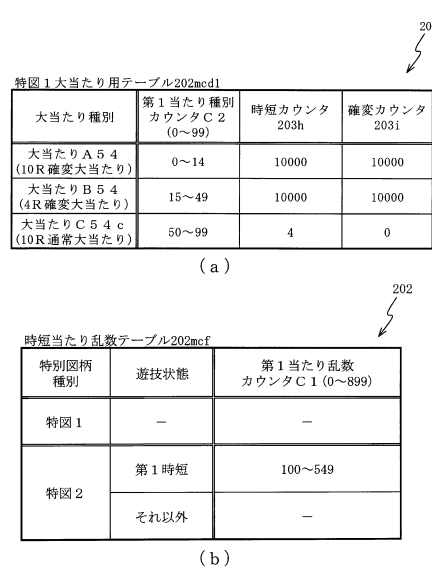 20
特図１大当たり用テーブル202mcd1
大当たり種別
第１当たり種別
カウンタＣ２
(0～99)
時短カウンタ
203h
確変カウンタ
203i
大当たりＡ５４
(10Ｒ確変大当たり)
0～14
10000
10000
大当たりＢ５４
(4Ｒ確変大当たり)
15～49
10000
10000
大当たりＣ５４ｃ
(10Ｒ通常大当たり)
50～99
4
0
(ａ)
202
時短当たり乱数テーブル202mcf
特別図柄
種別
遊技状態
第１当たり乱数
カウンタＣ１(0～899)
特図１
－
－
特図２
第１時短
100～549
それ以外
－
(ｂ)